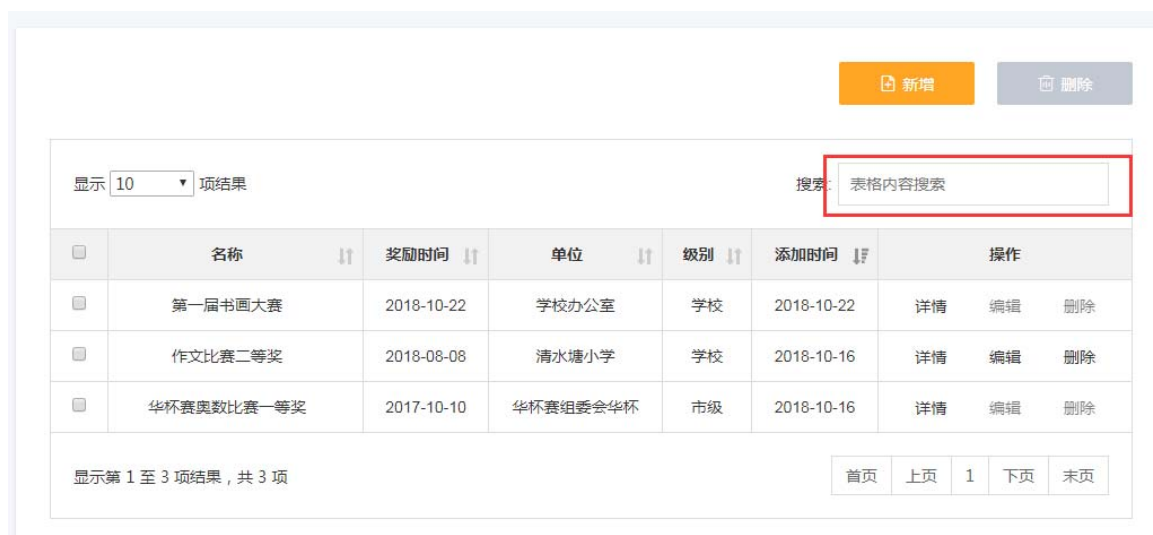 新增 删除
显示 10 项结果 搜索: 表格内容搜索
名称 奖励时间 单位 级别 添加时间 操作
第一届书画大赛 2018-10-22 学校办公室 学校 2018-10-22 详情 编辑 删除
作文比赛二等奖 2018-08-08 清水塘小学 学校 2018-10-16 详情 编辑 删除
华杯赛奥数比赛一等奖 2017-10-10 华杯赛组委会华杯 市级 2018-10-16 详情 编辑 删除
显示第 1 至 3 项结果,共 3 项 首页 上页 1 下页 末页